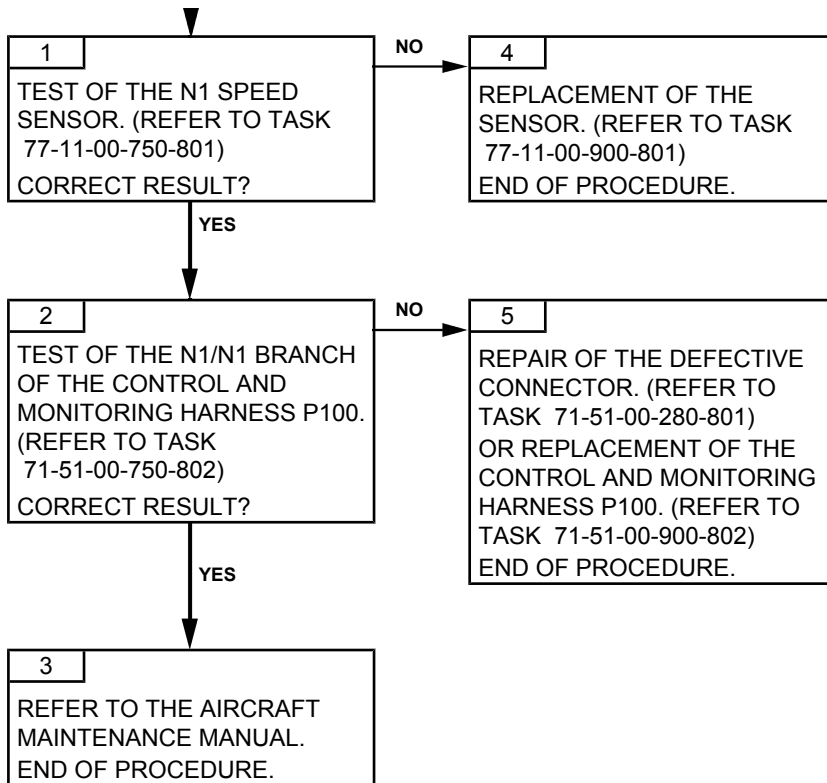 1
TEST OF THE N1 SPEED
SENSOR. (REFER TO TASK
77-11-00-750-801)
CORRECT RESULT?
NO
4
REPLACEMENT OF THE
SENSOR. (REFER TO TASK
77-11-00-900-801)
END OF PROCEDURE.
YES
2
TEST OF THE N1/N1 BRANCH
OF THE CONTROL AND
MONITORING HARNESS P100.
(REFER TO TASK
71-51-00-750-802)
CORRECT RESULT?
NO
5
REPAIR OF THE DEFECTIVE
CONNECTOR. (REFER TO
TASK 71-51-00-280-801)
OR REPLACEMENT OF THE
CONTROL AND MONITORING
HARNESS P100. (REFER TO
TASK 71-51-00-900-802)
END OF PROCEDURE.
YES
3
REFER TO THE AIRCRAFT
MAINTENANCE MANUAL.
END OF PROCEDURE.